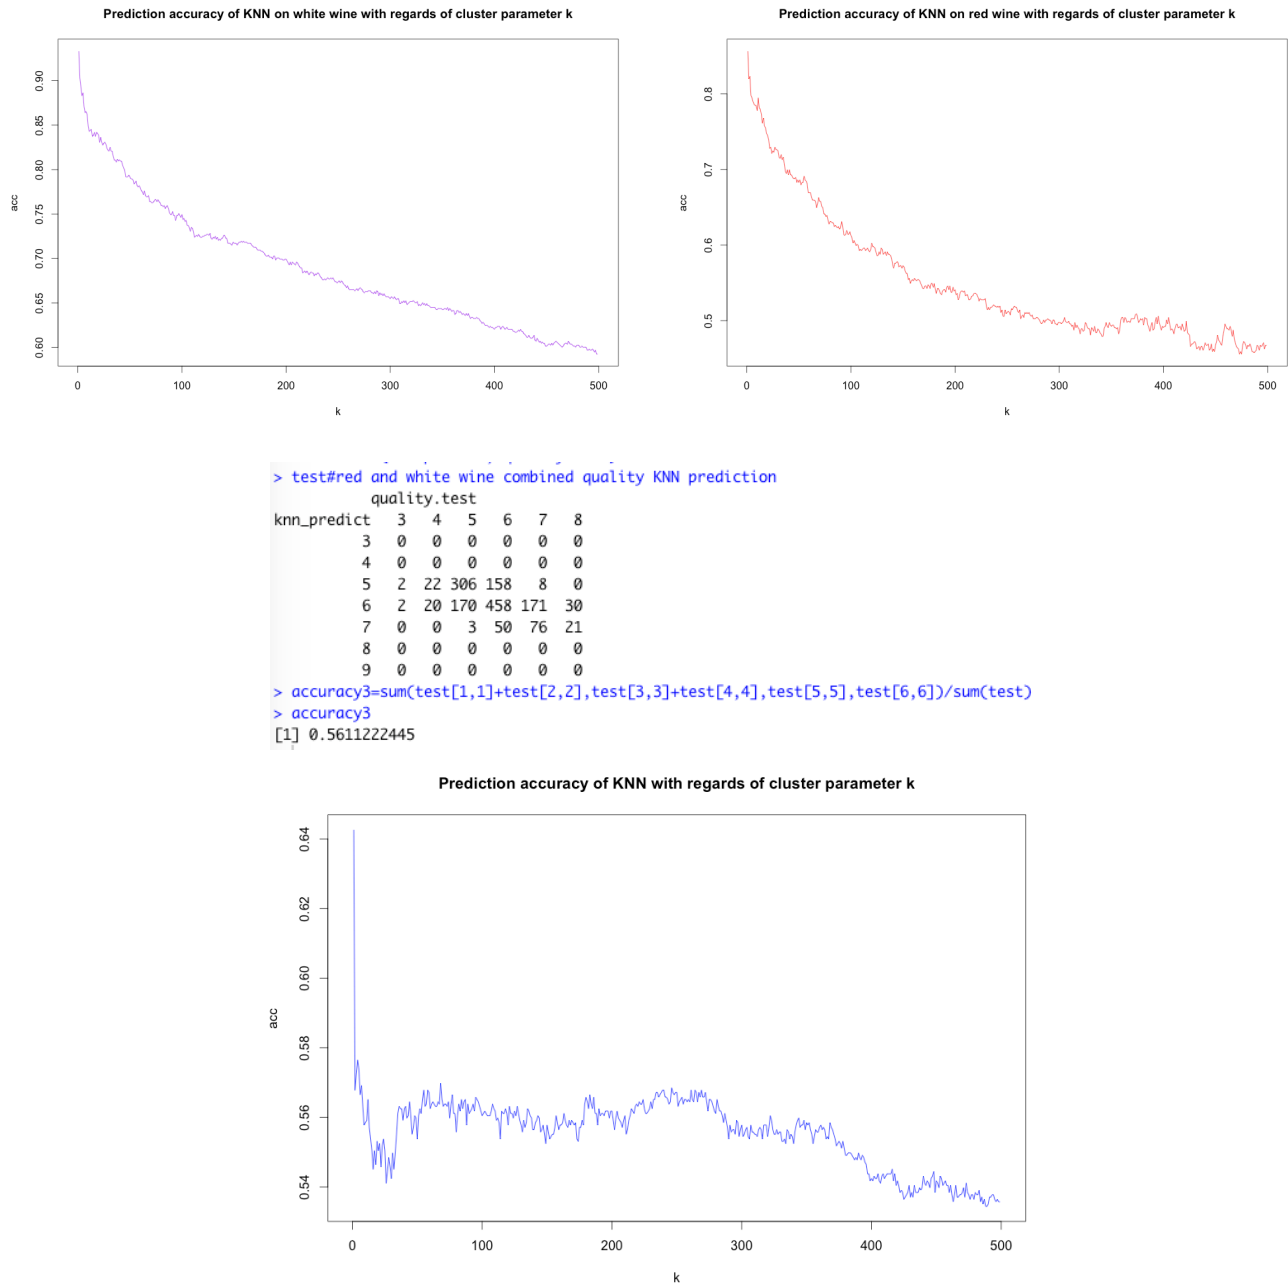 Prediction accuracy of KNN on white wine with regards of cluster parameter k
acc
0.90
0.85
0.80
0.75
0.70
0.65
0.60
0 100 200 300 400 500
k
Prediction accuracy of KNN on red wine with regards of cluster parameter k
acc
0.8
0.7
0.6
0.5
0 100 200 300 400 500
k
> test#red and white wine combined quality KNN prediction
quality.test
knn_predict 3 4 5 6 7 8
3 0 0 0 0 0 0
4 0 0 0 0 0 0
5 2 22 306 158 8 0
6 2 20 170 458 171 30
7 0 0 3 50 76 21
8 0 0 0 0 0 0
9 0 0 0 0 0 0
> accuracy3=sum(test[1,1]+test[2,2],test[3,3]+test[4,4],test[5,5],test[6,6])/sum(test)
> accuracy3
[1] 0.5611222445
Prediction accuracy of KNN with regards of cluster parameter k
acc
0.64
0.62
0.60
0.58
0.56
0.54
0 100 200 300 400 500
k